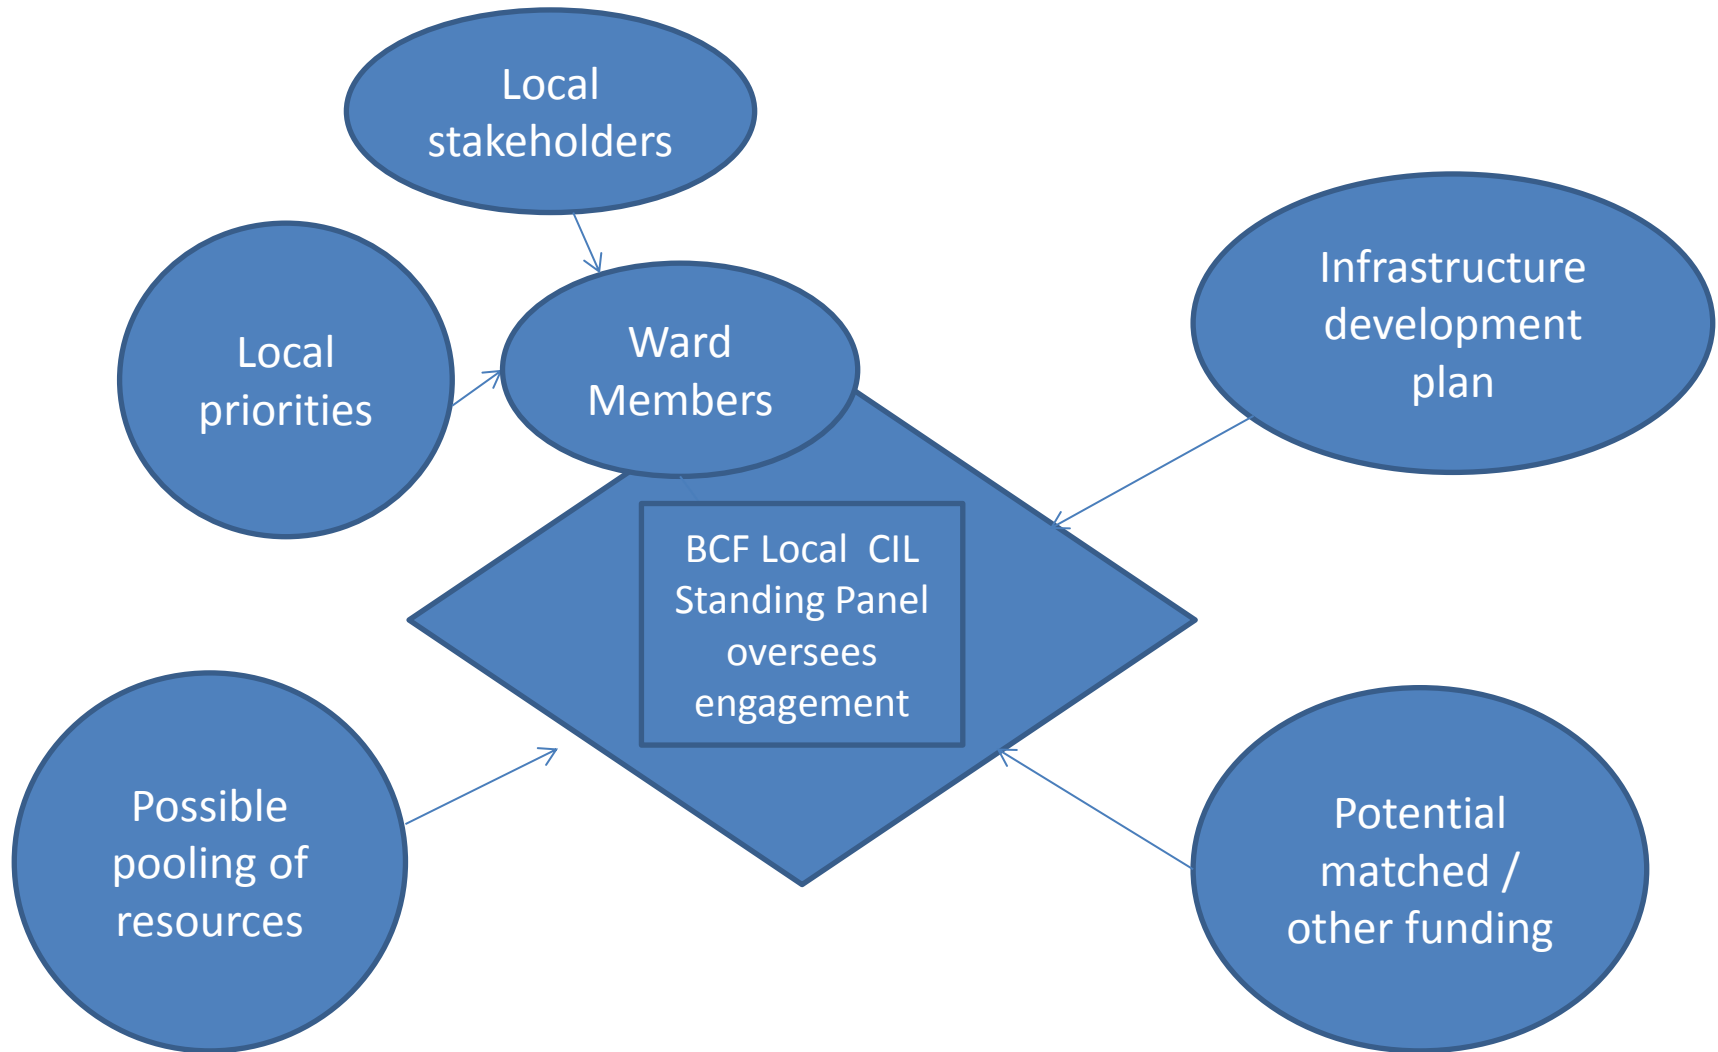 Local
stakeholders
Local
priorities
Ward
Members
Infrastructure
development
plan
BCF Local  CIL
Standing Panel
oversees
engagement
Possible
pooling of
resources
Potential
matched /
other funding